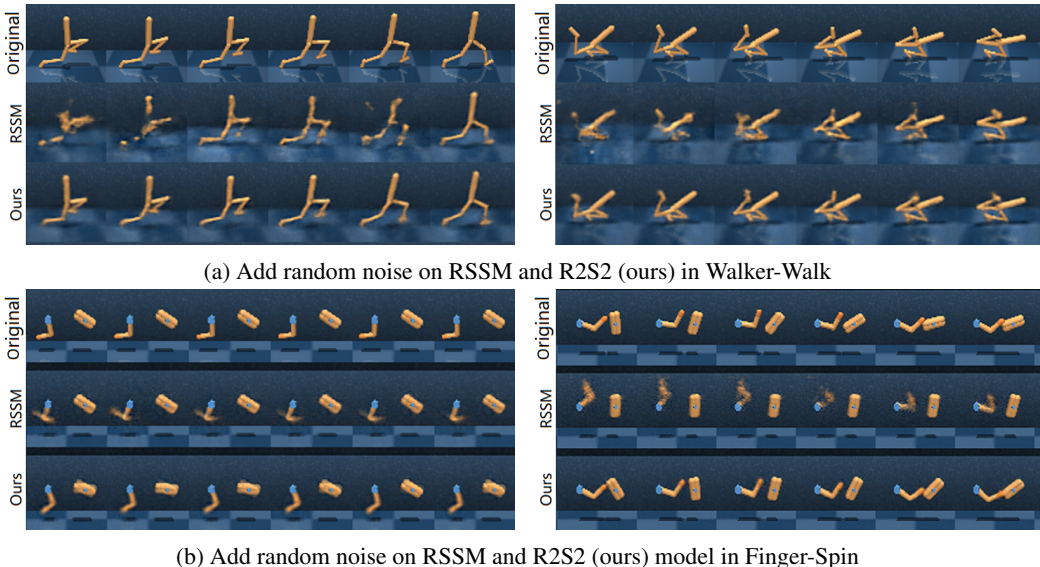 Original
RSSM
Ours
Original
RSSM
Ours
(a) Add random noise on RSSM and R2S2 (ours) in Walker-Walk
Original
RSSM
Ours
Original
RSSM
Ours
(b) Add random noise on RSSM and R2S2 (ours) model in Finger-Spin